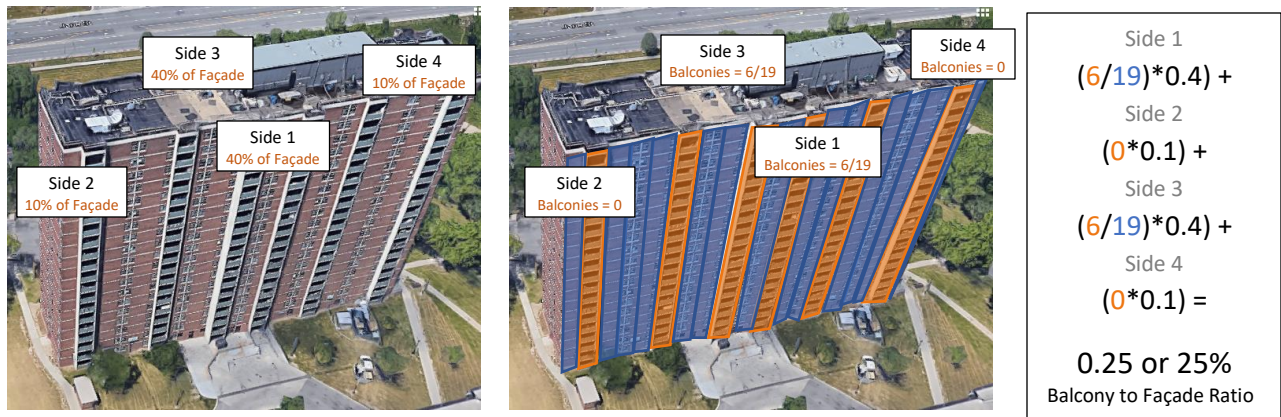 Side 3
40% of Façade
Side 4
10% of Façade
Side 1
40% of Façade
Side 2
10% of Façade
Side 3
Balconies = 6/19
Side 4
Balconies = 0
Side 1
Balconies = 6/19
Side 2
Balconies = 0
Side 1
(6/19)*0.4) +
Side 2
(0*0.1) +
Side 3
(6/19)*0.4) +
Side 4
(0*0.1) =
0.25 or 25%
Balcony to Façade Ratio